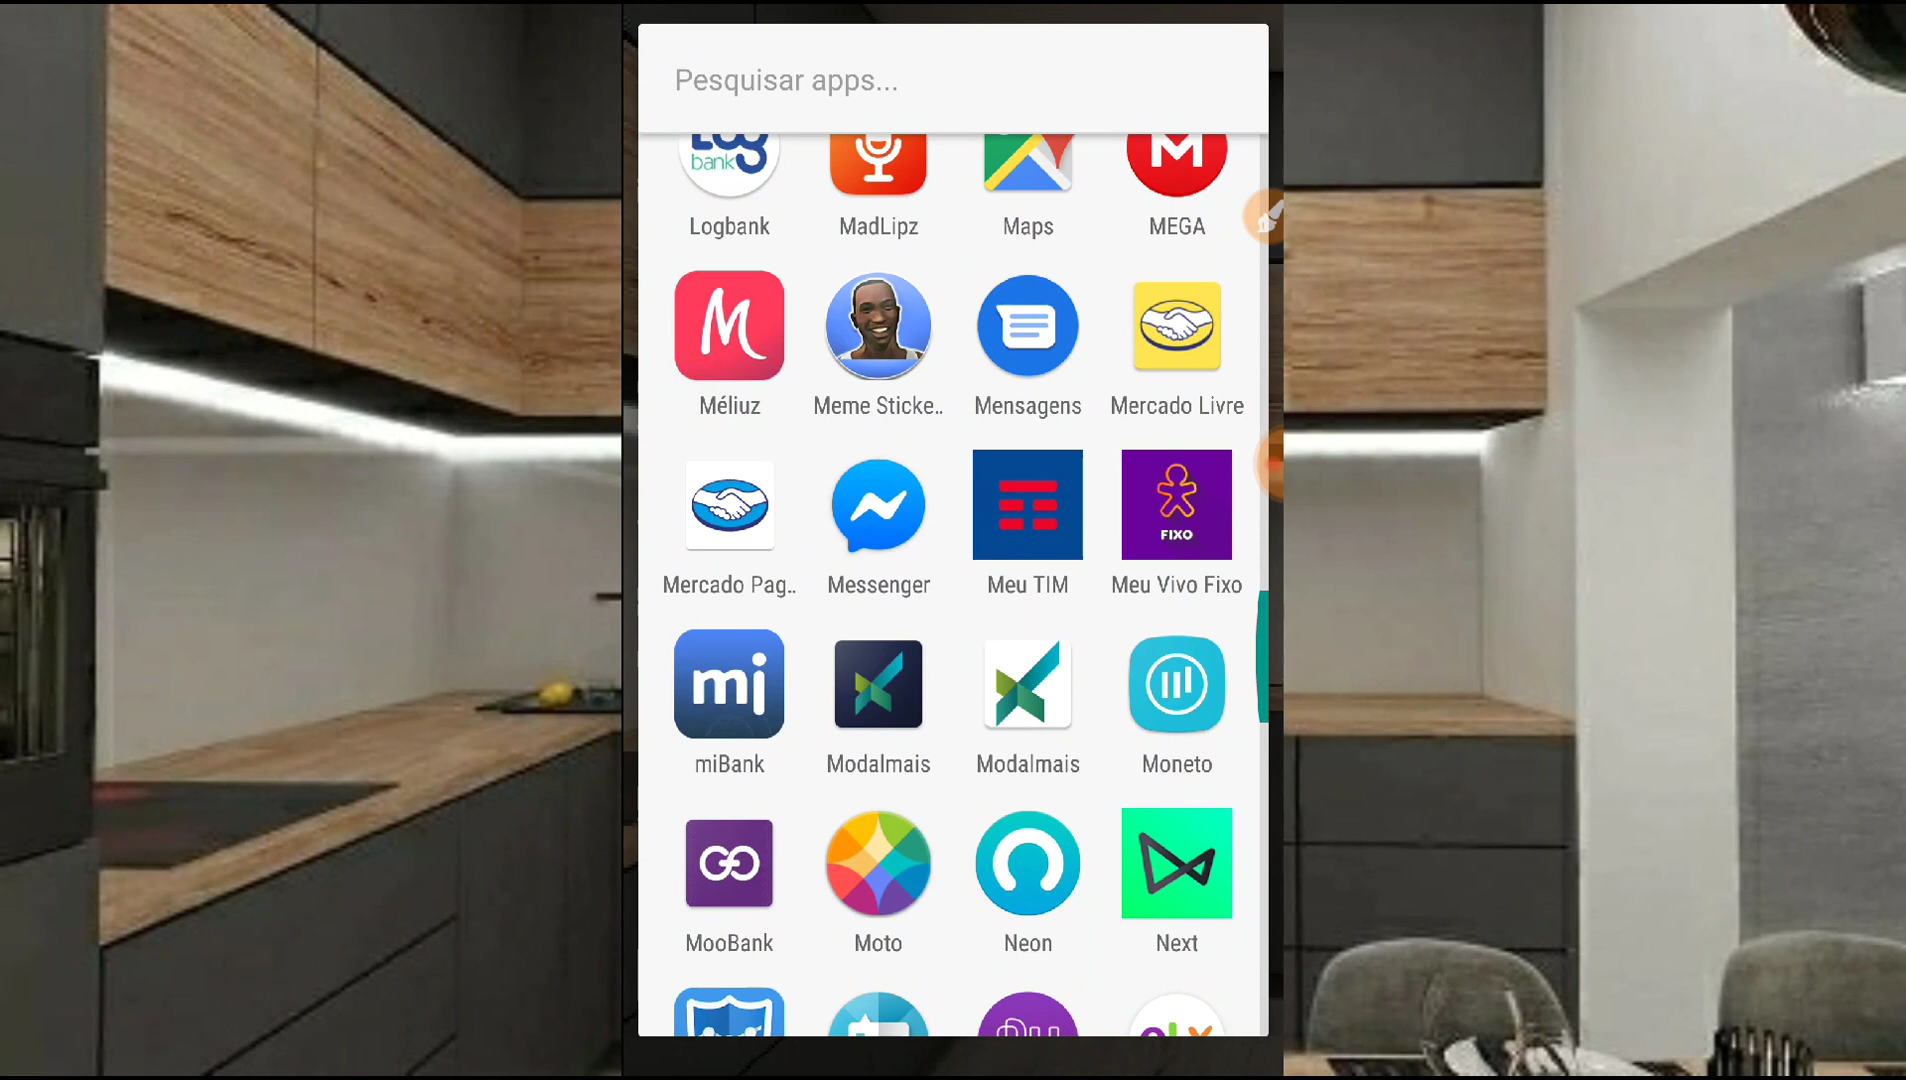 Pesquisar apps...
bank
Logbank
MadLipz
Maps
M
MEGA
M
Méliuz
Meme Sticke..
Mensagens
Mercado Livre
FIXO
Mercado Pag..
Messenger
Meu TIM
Meu Vivo Fixo
mi
miBank
Modalmais
Modalmais
Moneto
MooBank
Moto
Neon
Next